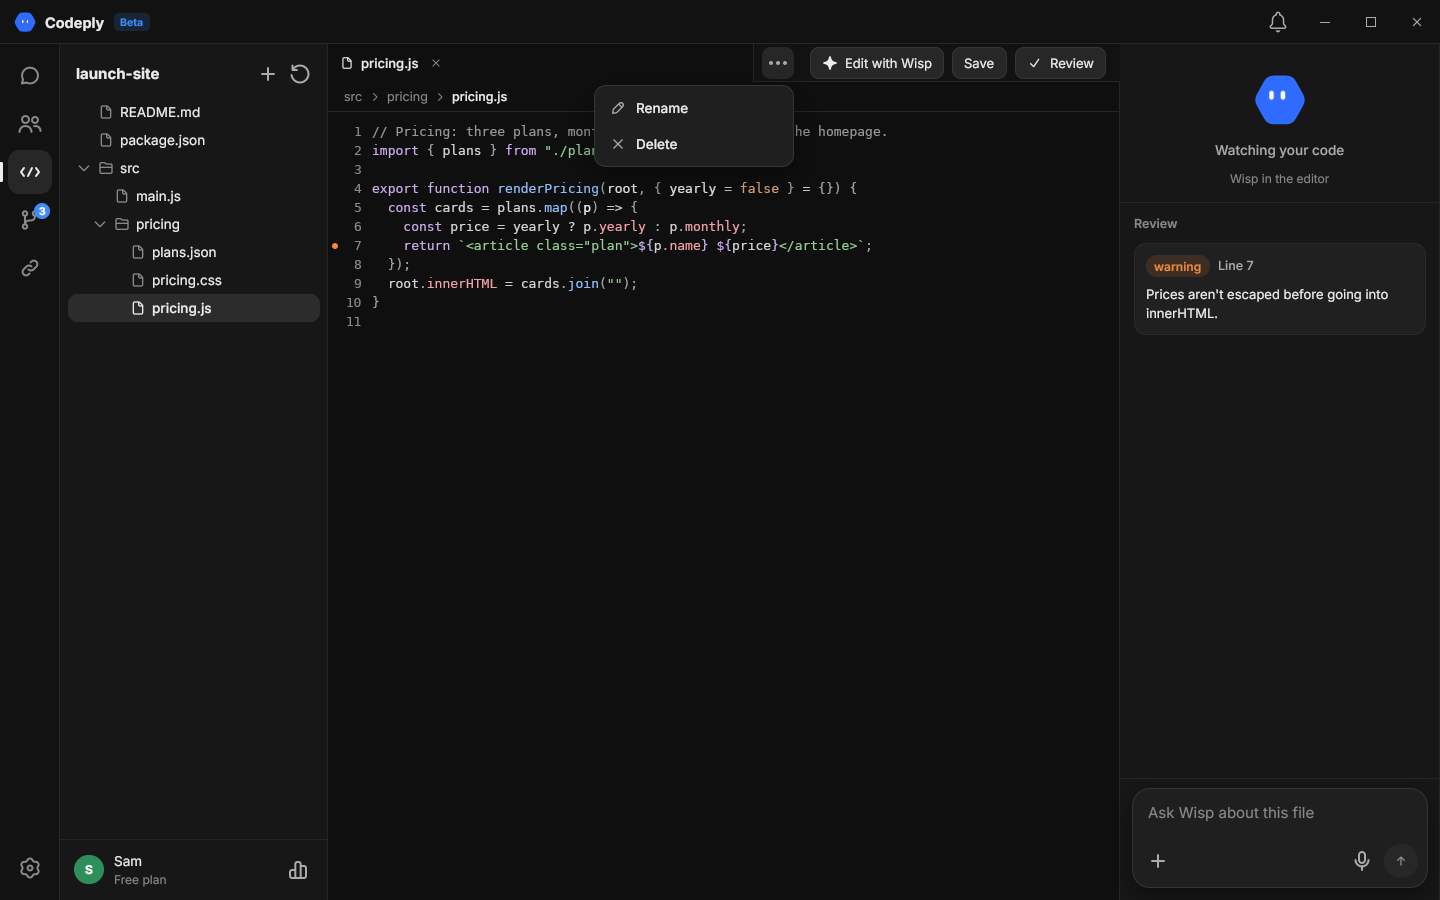 Codeply Beta
launch-site
README.md
package.json
src
main.js
pricing
plans.json
pricing.css
pricing.js
3
S
Sam
Free plan
pricing.js
Edit with Wisp
Save
Review
src > pricing > pricing.js
Rename
Delete
1 // Pricing: three plans, mon he homepage.
2 import { plans } from "./pla
3
4 export function renderPricing(root, { yearly = false } = {}) {
5 const cards = plans.map((p) => {
6 const price = yearly ? p.yearly : p.monthly;
7 return `<article class="plan">${p.name} ${price}</article>`;
8 });
9 root.innerHTML = cards.join("");
10 }
11
Watching your code
Wisp in the editor
Review
warning Line 7
Prices aren't escaped before going into
innerHTML.
Ask Wisp about this file